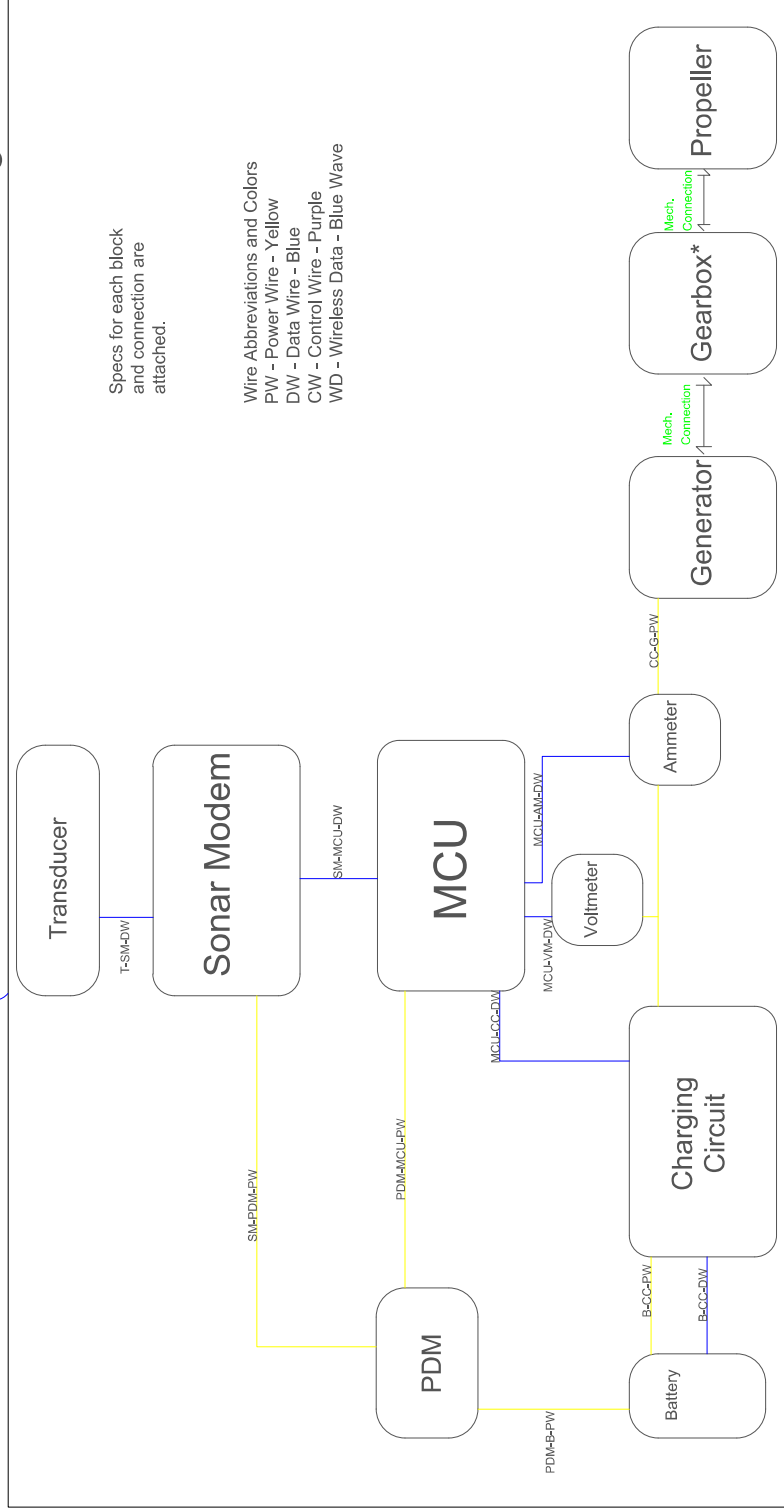 Specs for each block
and connection are
attached.
Wire Abbreviations and Colors
PW - Power Wire - Yellow
DW - Data Wire - Blue
CW - Control Wire - Purple
WD - Wireless Data - Blue Wave
Transducer
T-SM-DW
Sonar Modem
SM-PDM-PW
SM-MCU-DW
PDM
PDM-MCU-PW
MCU
PDM-B-PW
MCU-CC-DW
MCU-VM-DW
MCU-AM-DW
Voltmeter
Battery
B-CC-PW
B-CC-DW
Charging
Circuit
Ammeter
CC-G-PW
Generator
Mech.
Connection
Gearbox*
Mech.
Connection
Propeller